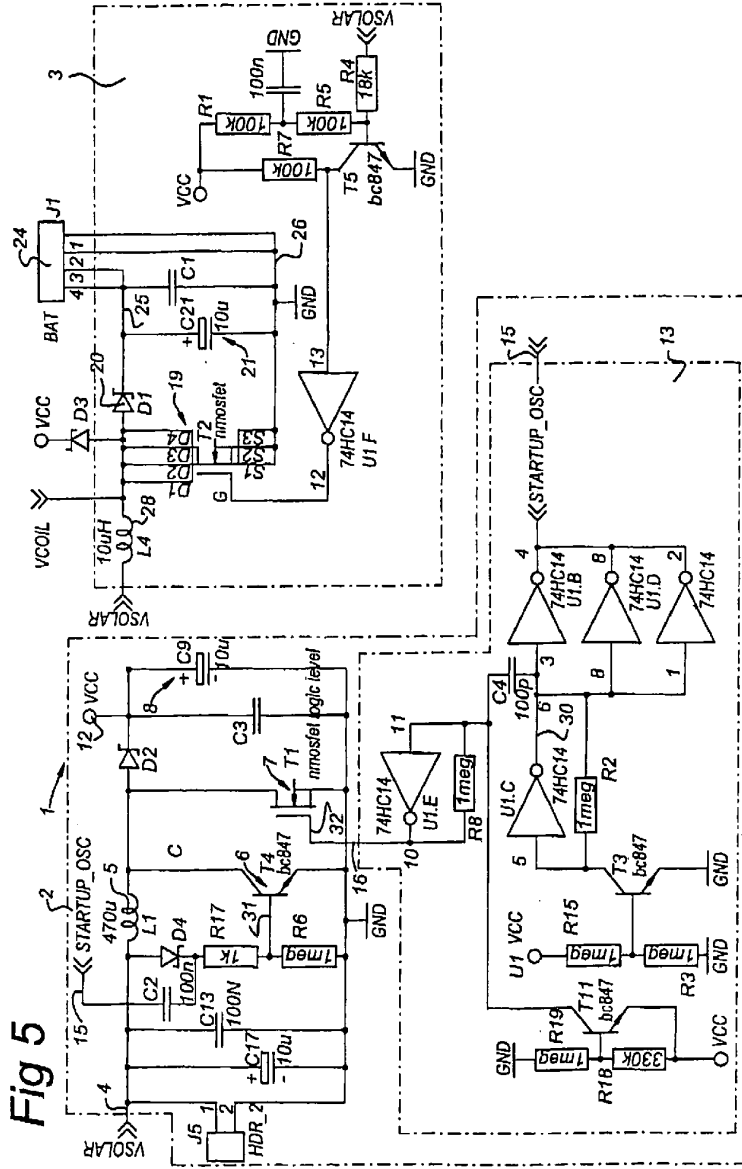 Fig 5
1
2
STARTUP_OSC
15
4
VSOLAR
470u
5
L1
D4
C2
100n
C13
100N
C17
+
10u
-
J5
1
2
HDR_2
R17
1k
R6
1meg
31
C
6
T4
bc847
GND
16
D2
12
VCC
8
C9
+
10u
-
C3
7
T1
nmosfet logic level
32
VSOLAR
10uH
28
L4
VCOIL
D3
VCC
20
D1
19
D1
D2
D3
D4
G
T2
nmosfet
S1
S2
S3
C21
+
10u
21
25
C1
BAT
24
J1
4
3
2
1
26
GND
12
13
74HC14
U1 F
3
VCC
R1
100k
R7
100k
R5
100k
100n
GND
VSOLAR
R4
18k
T5
bc847
GND
10
11
74HC14
U1.E
R8
1meg
GND
R19
1meg
T11
bc847
R18
330k
VCC
U1 VCC
R15
1meg
R3
1meg
GND
T3
bc847
GND
5
U1.C
74HC14
6
30
R2
1meg
C4
100p
3
4
74HC14
U1.B
8
8
74HC14
U1.D
1
2
74HC14
STARTUP_OSC
15
13